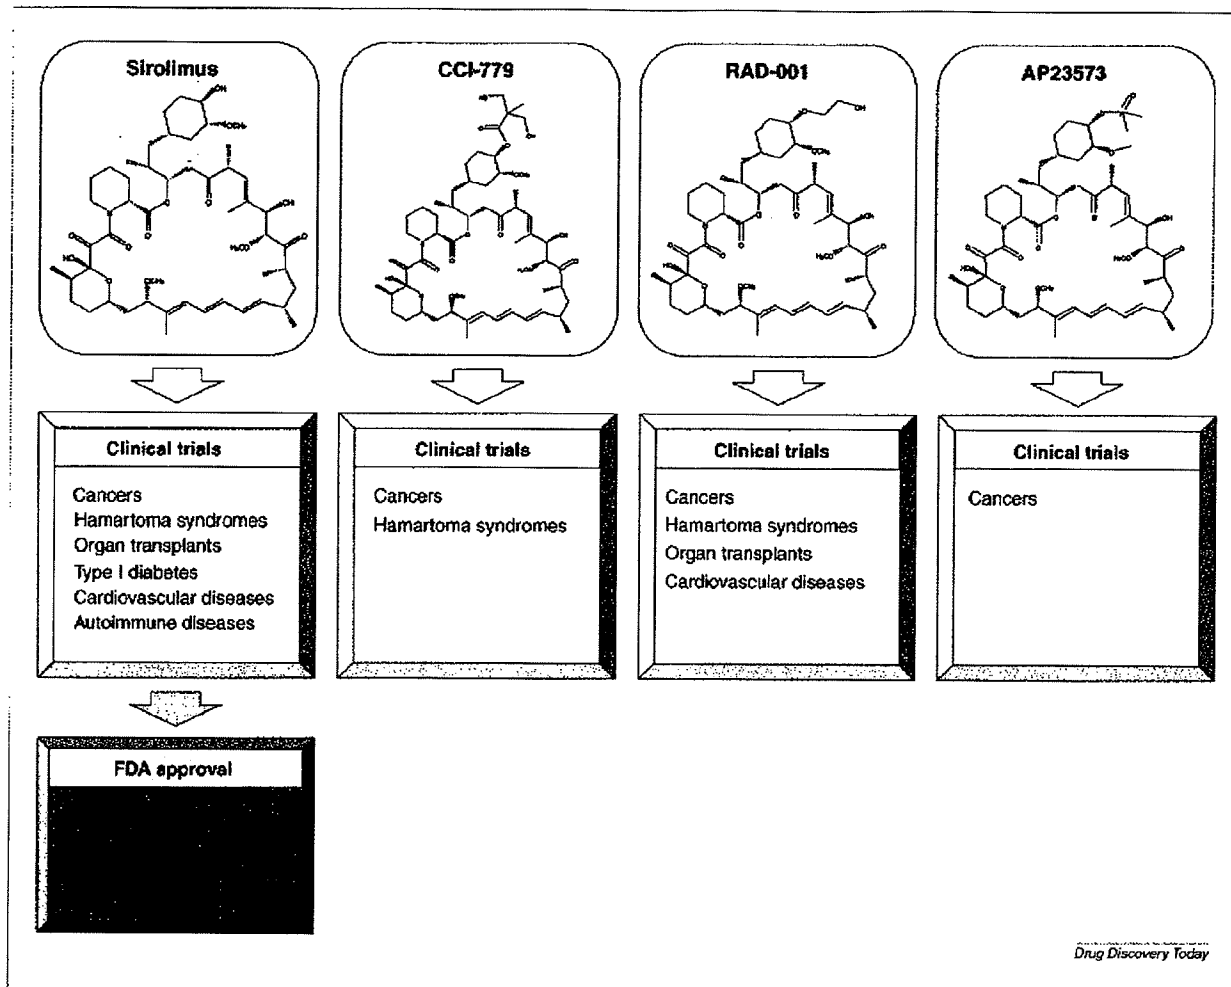 Sirolimus
CCI-779
RAD-001
AP23573
Clinical trials
Cancers
Hamartoma syndromes
Organ transplants
Type I diabetes
Cardiovascular diseases
Autoimmune diseases
Clinical trials
Cancers
Hamartoma syndromes
Clinical trials
Cancers
Hamartoma syndromes
Organ transplants
Cardiovascular diseases
Clinical trials
Cancers
FDA approval
Drug Discovery Today